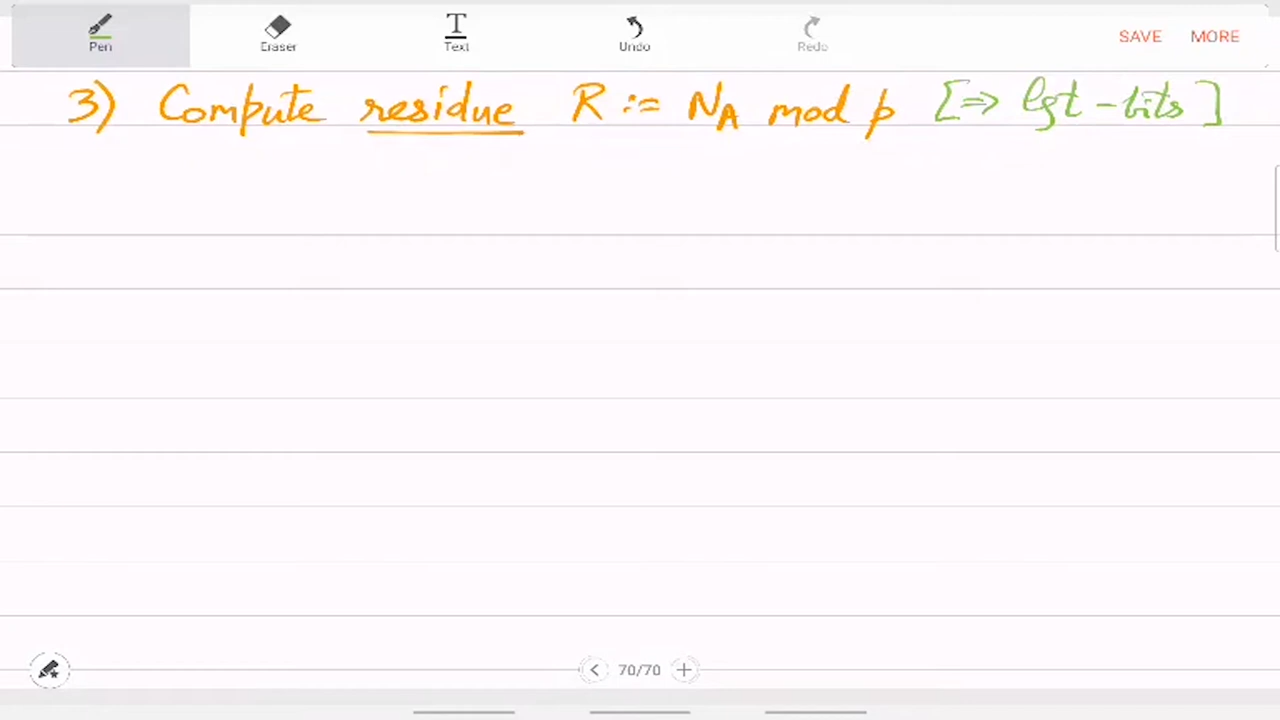 Pen Eraser Text Undo Redo SAVE MORE
3) Compute residue R := N_A mod p [⇒ lgt-bits]
< 70/70 +